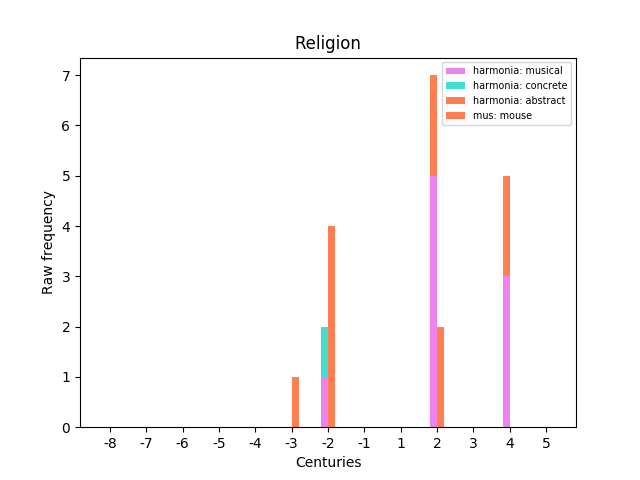 Religion
harmonia: musical
harmonia: concrete
harmonia: abstract
mus: mouse
Raw frequency
7
6
5
4
3
2
1
0
-8 -7 -6 -5 -4 -3 -2 -1 1 2 3 4 5
Centuries